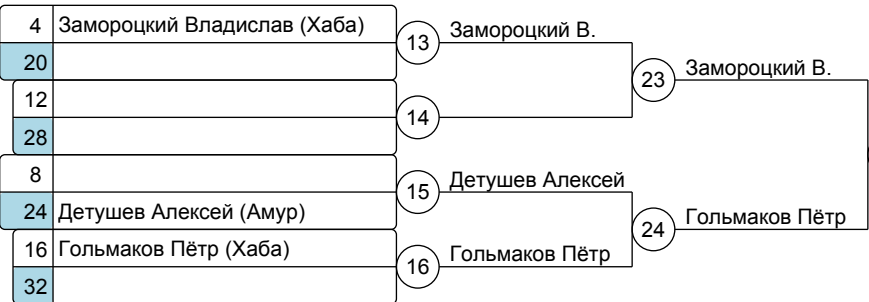 4 Замороцкий Владислав (Хаба)
20
13 Замороцкий В.
12
28
14
23 Замороцкий В.
8
24 Детушев Алексей (Амур)
15 Детушев Алексей
16 Гольмаков Пётр (Хаба)
32
16 Гольмаков Пётр
24 Гольмаков Пётр